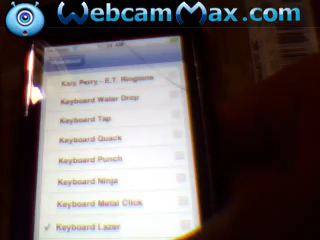 WebcamMax.com
Katy Perry - E.T. Ringtone
Keyboard Water Drop
Keyboard Tap
Keyboard Quack
Keyboard Punch
Keyboard Ninja
Keyboard Metal Click
Keyboard Lazer